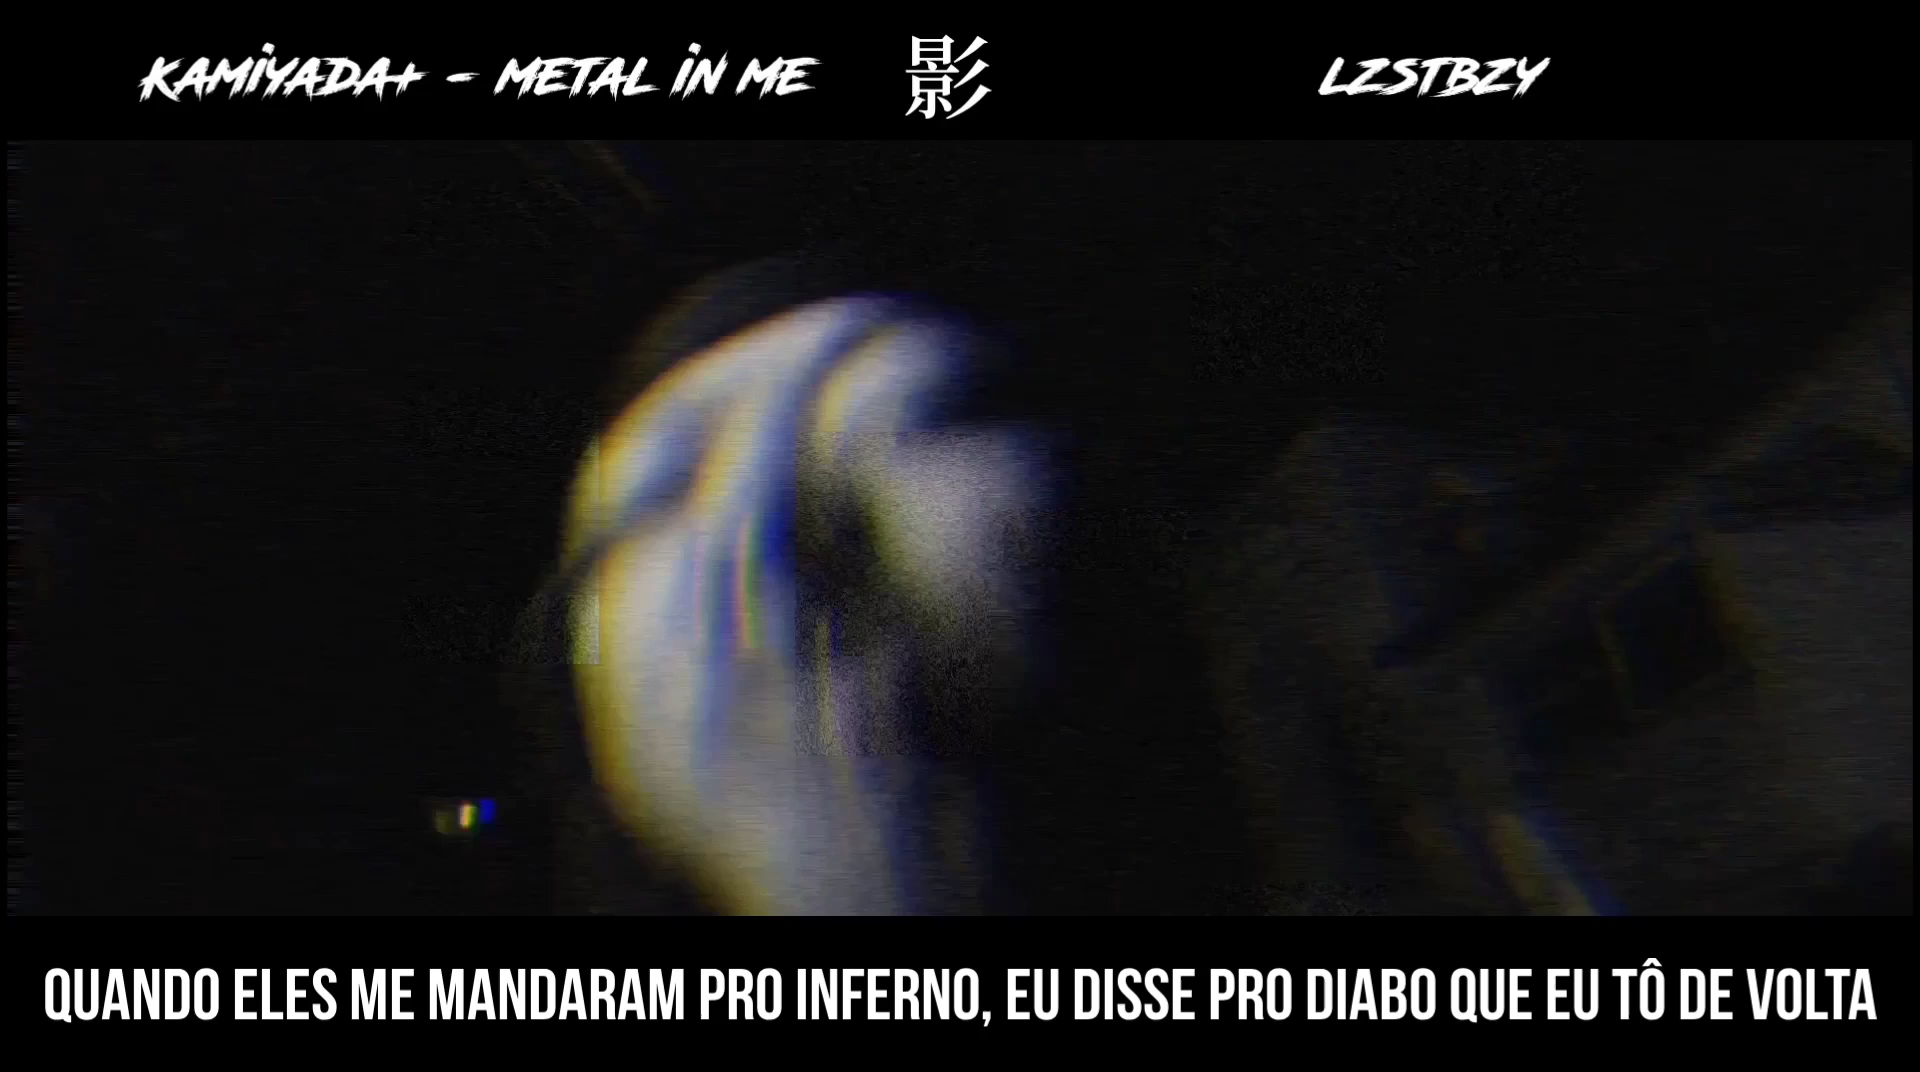 KAMIYADA+ - METAL IN ME
影
LZSTBZY
QUANDO ELES ME MANDARAM PRO INFERNO, EU DISSE PRO DIABO QUE EU TÔ DE VOLTA